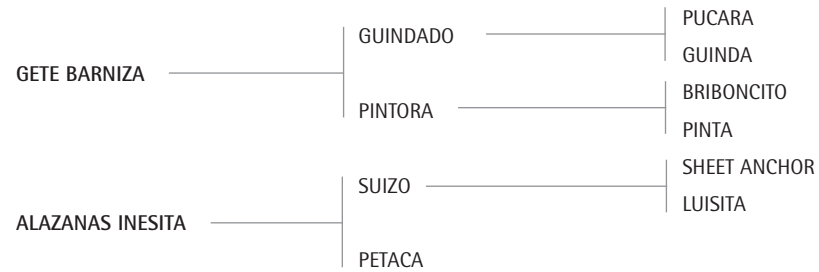 PUCARA
GUINDADO
GUINDA
GETE BARNIZA
BRIBONCITO
PINTORA
PINTA
SHEET ANCHOR
SUIZO
LUISITA
ALAZANAS INESITA
PETACA